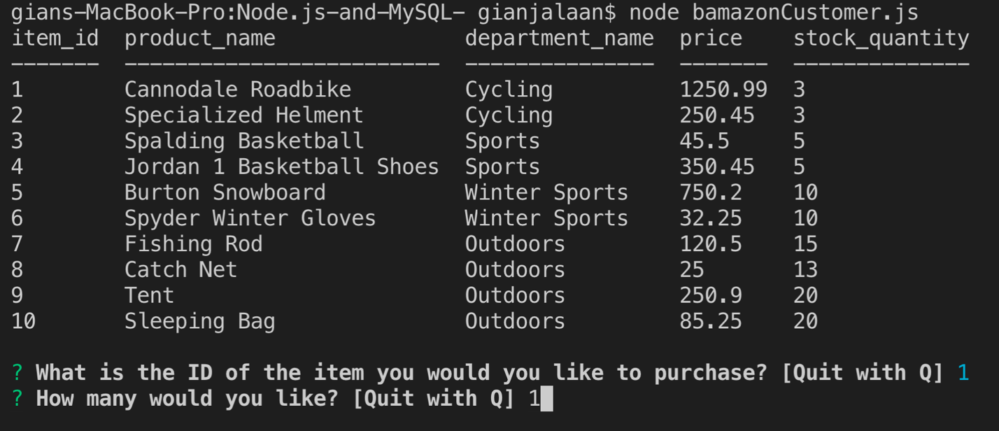 gians-MacBook-Pro:Node.js-and-MySQL- gianjalaan$ node bamazonCustomer.js
item_id  product_name               department_name  price    stock_quantity
-------  -------------------------  ---------------  -------  --------------
1        Cannodale Roadbike         Cycling          1250.99  3
2        Specialized Helment        Cycling          250.45   3
3        Spalding Basketball        Sports           45.5     5
4        Jordan 1 Basketball Shoes  Sports           350.45   5
5        Burton Snowboard           Winter Sports    750.2    10
6        Spyder Winter Gloves       Winter Sports    32.25    10
7        Fishing Rod                Outdoors         120.5    15
8        Catch Net                  Outdoors         25       13
9        Tent                       Outdoors         250.9    20
10       Sleeping Bag               Outdoors         85.25    20
? What is the ID of the item you would you like to purchase? [Quit with Q] 1
? How many would you like? [Quit with Q] 1